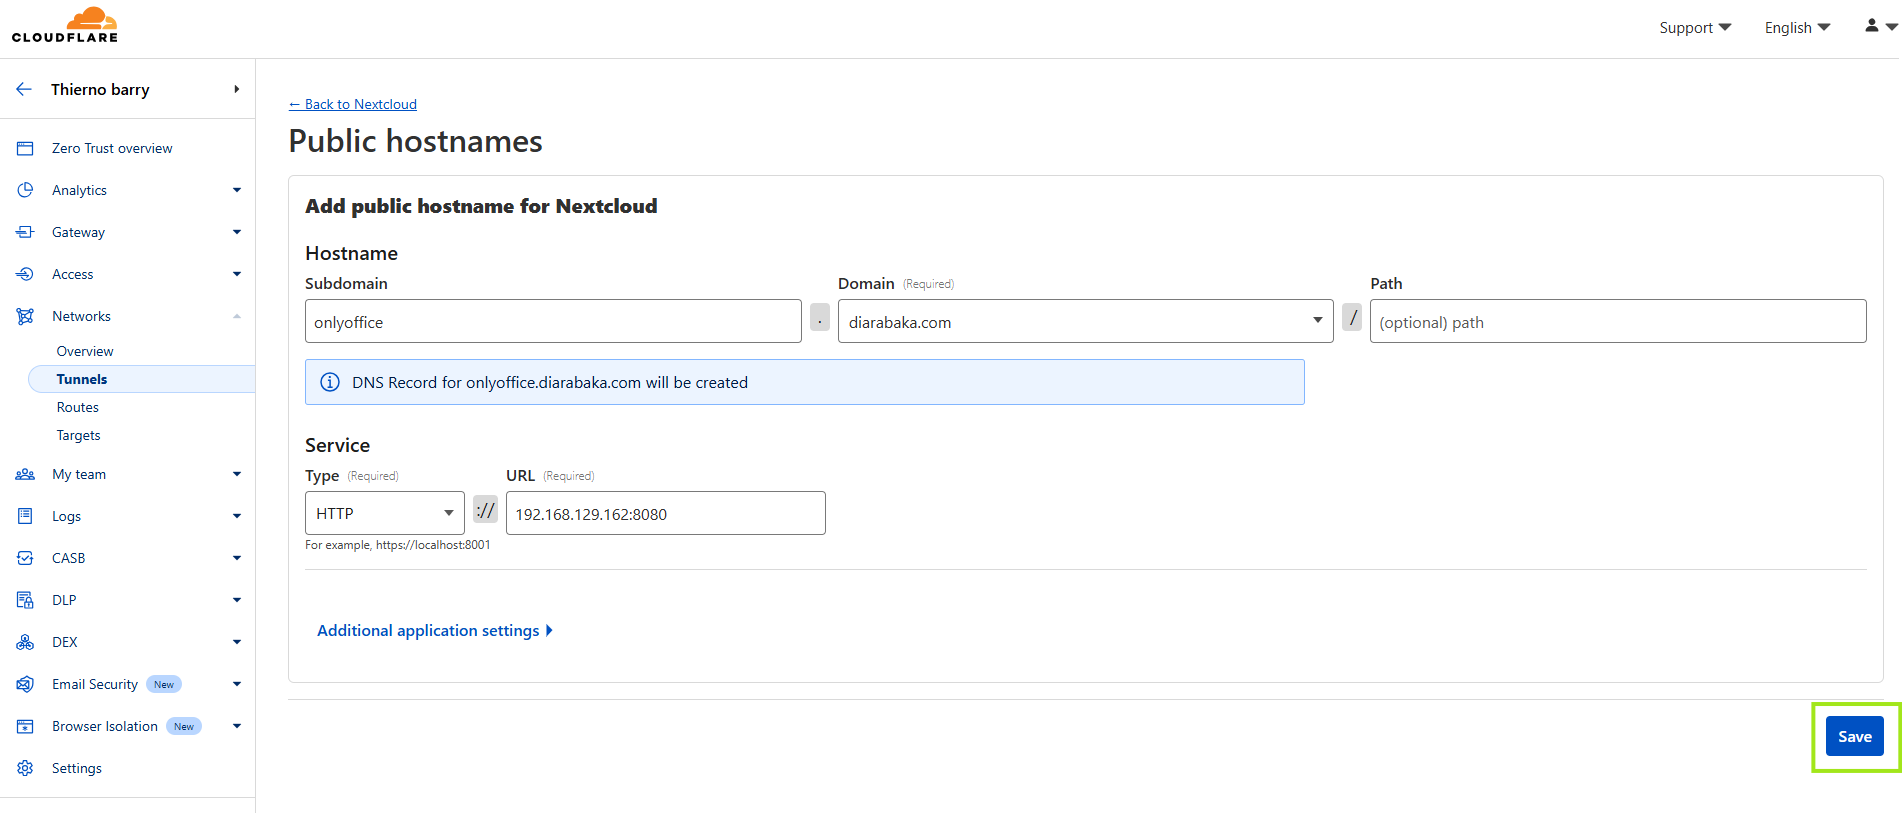 CLOUDFLARE
Support
English
Thierno barry
Zero Trust overview
Analytics
Gateway
Access
Networks
Overview
Tunnels
Routes
Targets
My team
Logs
CASB
DLP
DEX
Email Security New
Browser Isolation New
Settings
← Back to Nextcloud
Public hostnames
Add public hostname for Nextcloud
Hostname
Subdomain Domain (Required) Path
onlyoffice . diarabaka.com / (optional) path
DNS Record for onlyoffice.diarabaka.com will be created
Service
Type (Required) URL (Required)
HTTP :// 192.168.129.162:8080
For example, https://localhost:8001
Additional application settings
Save